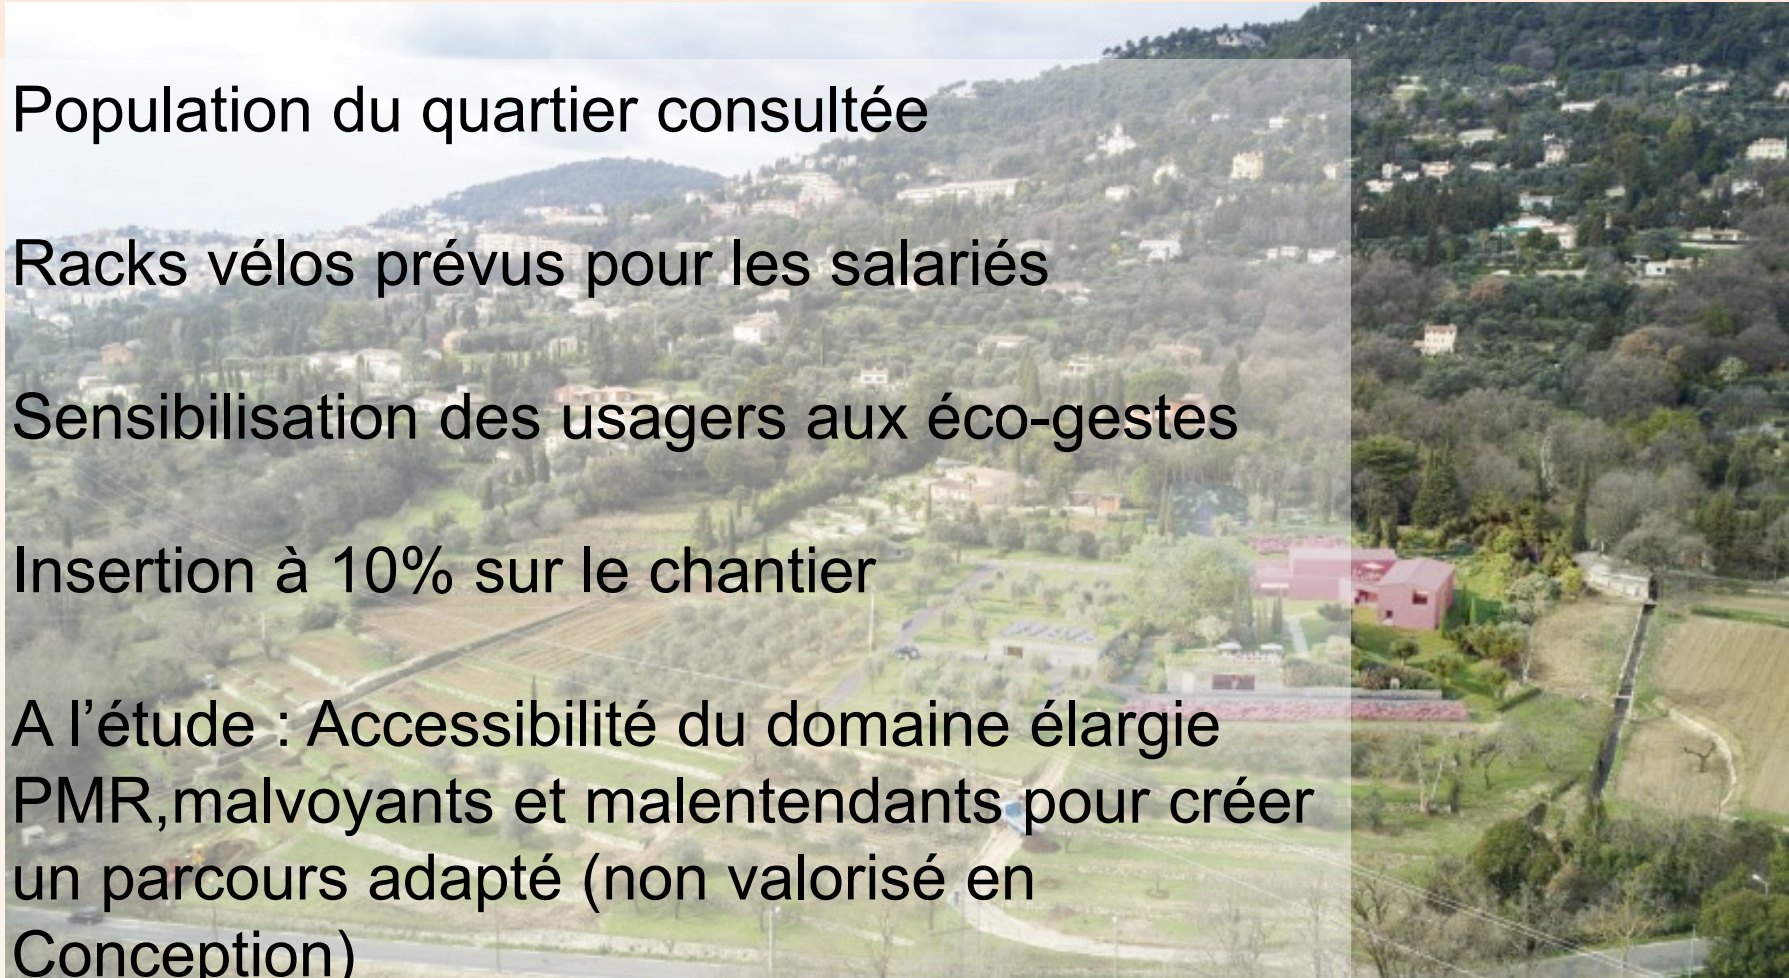 Population du quartier consultée
Racks vélos prévus pour les salariés
Sensibilisation des usagers aux éco-gestes
Insertion à 10% sur le chantier
A l’étude : Accessibilité du domaine élargie
PMR,malvoyants et malentendants pour créer
un parcours adapté (non valorisé en
Conception)